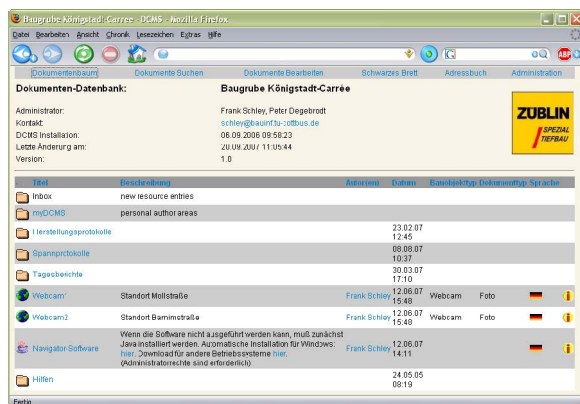 Baugrube Königstadt-Carree - DCMS - Mozilla Firefox
Datei Bearbeiten Ansicht Chronik Lesezeichen Extras Hilfe
ABP
Dokumentenbaum Dokumente Suchen Dokumente Bearbeiten Schwarzes Brett Adressbuch Administration
Dokumenten-Datenbank: Baugrube Königstadt-Carrée
Administrator: Frank Schley, Peter Degebrodt
Kontakt: schley@bauinf.tu-cottbus.de
DCMS Installation: 06.09.2006 09:58:23
Letzte Änderung am: 20.09.2007 11:05:44
Version: 1.0
ZÜBLIN
SPEZIAL
TIEFBAU
Titel Beschreibung Autor(en) Datum Bauobjekttyp Dokumenttyp Sprache
Inbox new resource entries
myDCMS personal author areas
Herstellungsprotokolle 23.02.07
12:45
Spannprotokolle 08.08.07
10:37
Tagesberichte 30.03.07
17:10
Webcam Standort Mollstraße Frank Schley 12.06.07 Webcam Foto
15:48
Webcam2 Standort Barnimstraße Frank Schley 12.06.07 Webcam Foto
15:48
Wenn die Software nicht ausgeführt werden kann, muß zunächst
Java installiert werden. Automatische Installation für Windows:
Navigator-Software hier. Download für andere Betriebssysteme hier. Frank Schley 12.06.07
(Administratorrechte sind erforderlich) 14:11
Hilfen 24.05.05
08:19
Fertig